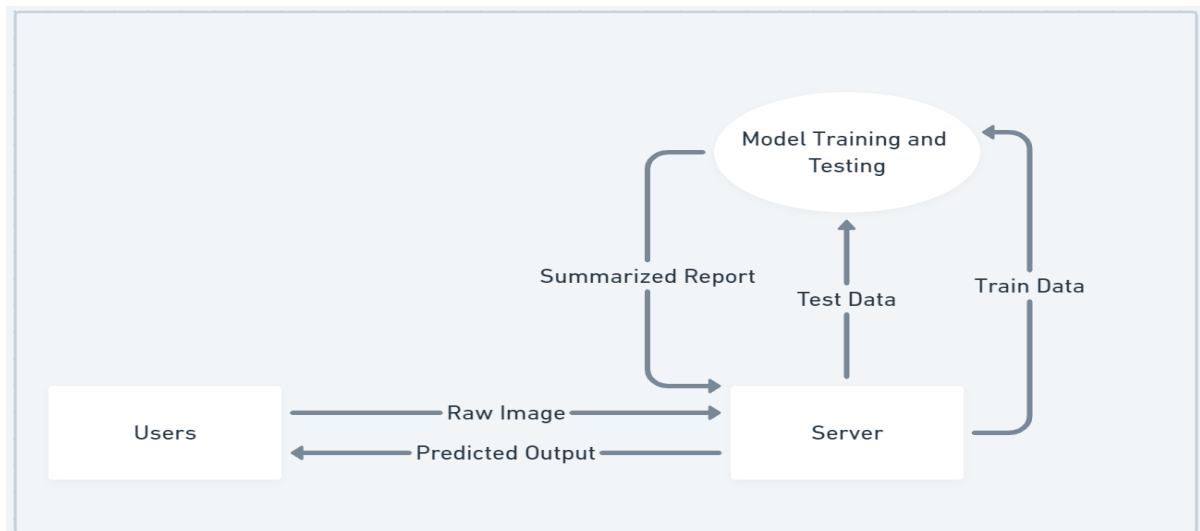 Model Training and
Testing
Summarized Report
Test Data
Train Data
Users
Raw Image
Predicted Output
Server